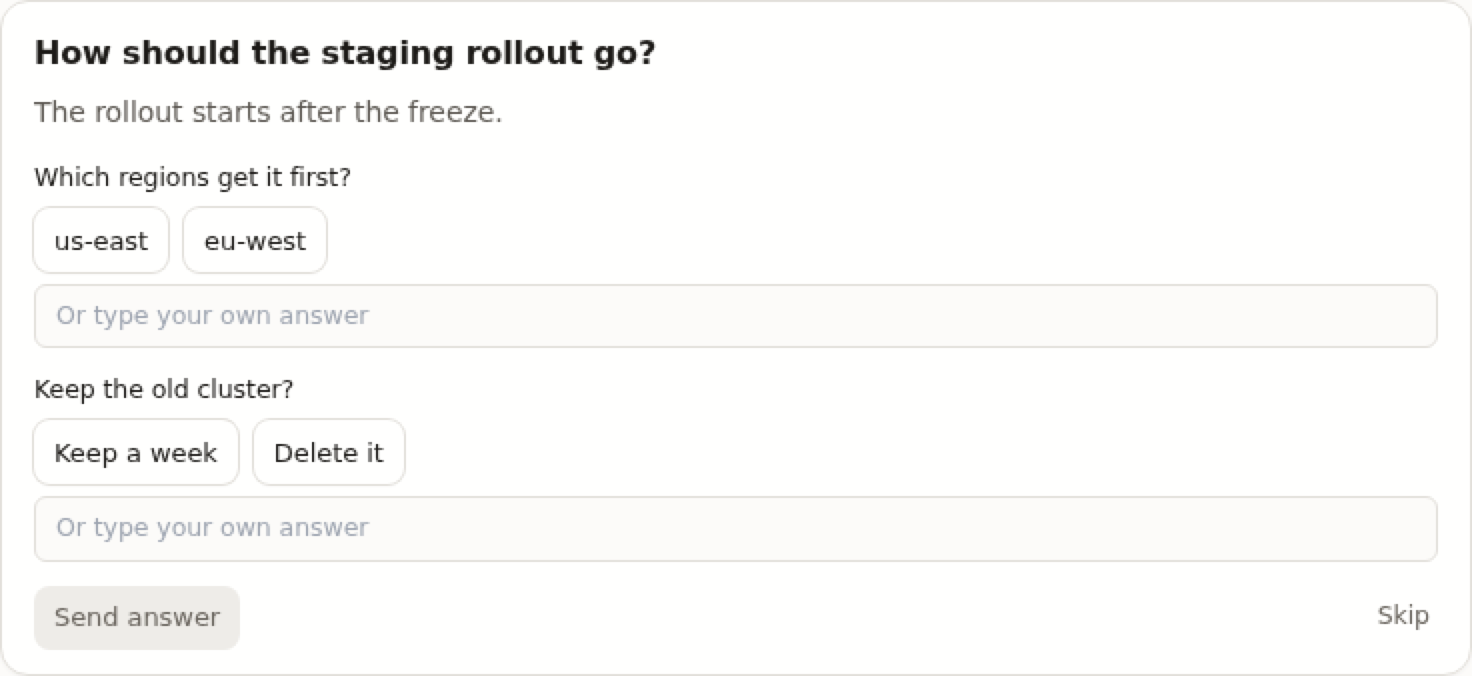 How should the staging rollout go?
The rollout starts after the freeze.
Which regions get it first?
us-east eu-west
Or type your own answer
Keep the old cluster?
Keep a week Delete it
Or type your own answer
Send answer Skip